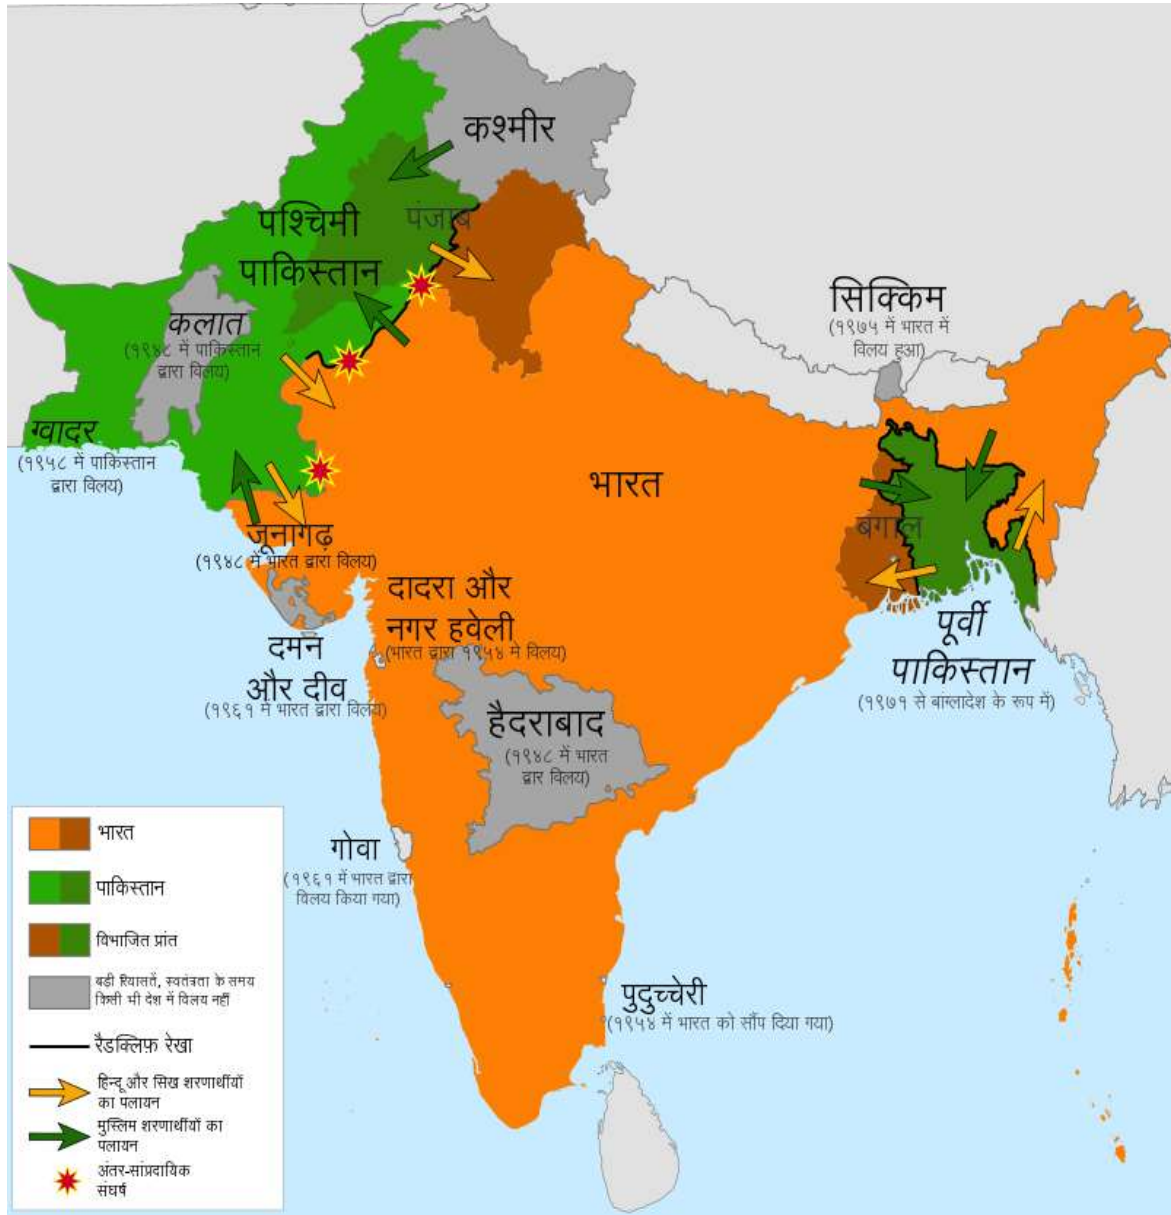 कश्मीर
पंजाब
पश्चिमी
पाकिस्तान
सिक्किम
(१९७५ में भारत में
विलय हुआ)
कलात
(१९४८ में पाकिस्तान
द्वारा विलय)
ग्वादर
(१९५८ में पाकिस्तान
द्वारा विलय)
भारत
बंगाल
जूनागढ़
(१९४८ में भारत द्वारा विलय)
दादरा और
नगर हवेली
(भारत द्वारा १९५४ मे विलय)
पूर्वी
पाकिस्तान
(१९७१ से बांग्लादेश के रूप में)
दमन
और दीव
(१९६१ में भारत द्वारा विलय)
हैदराबाद
(१९४८ में भारत
द्वार विलय)
गोवा
(१९६१ में भारत द्वारा
विलय किया गया)
पुदुच्चेरी
(१९५४ में भारत को सौंप दिया गया)
भारत
पाकिस्तान
विभाजित प्रांत
बड़ी रियासतें, स्वतंत्रता के समय
किसी भी देश में विलय नहीं
रैडक्लिफ़ रेखा
हिन्दू और सिख शरणार्थीयों
का पलायन
मुस्लिम शरणार्थीयों का
पलायन
अंतर-सांप्रदायिक
संघर्ष